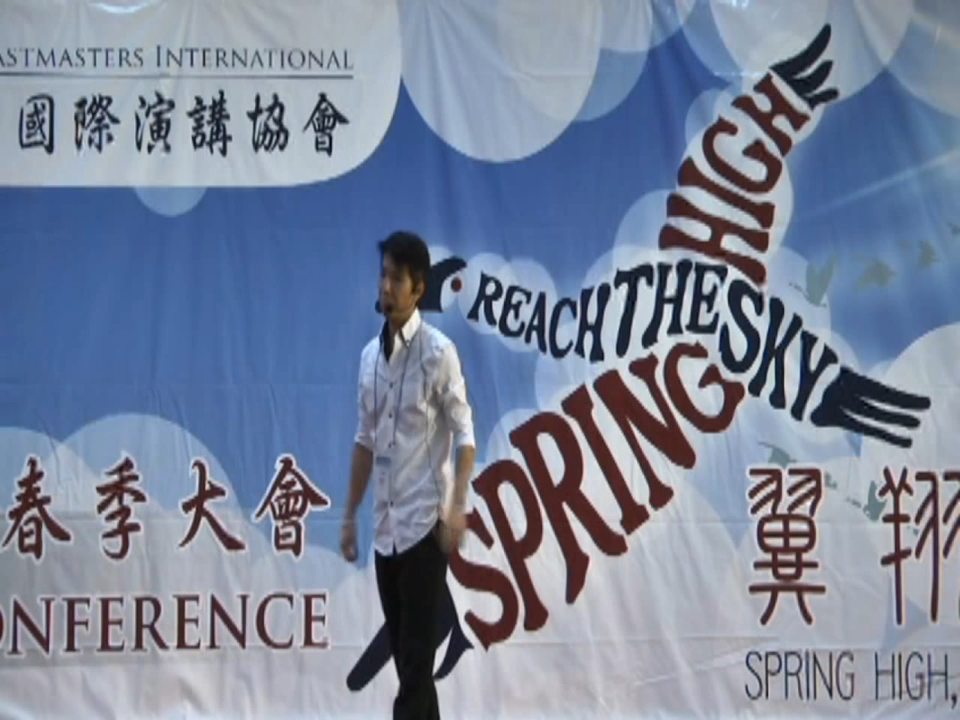 ASTMASTERS INTERNATIONAL
國際演講協會
HIGH
REACH THE SKY
SPRING
春季大會
ONFERENCE
翼翔
SPRING HIGH,